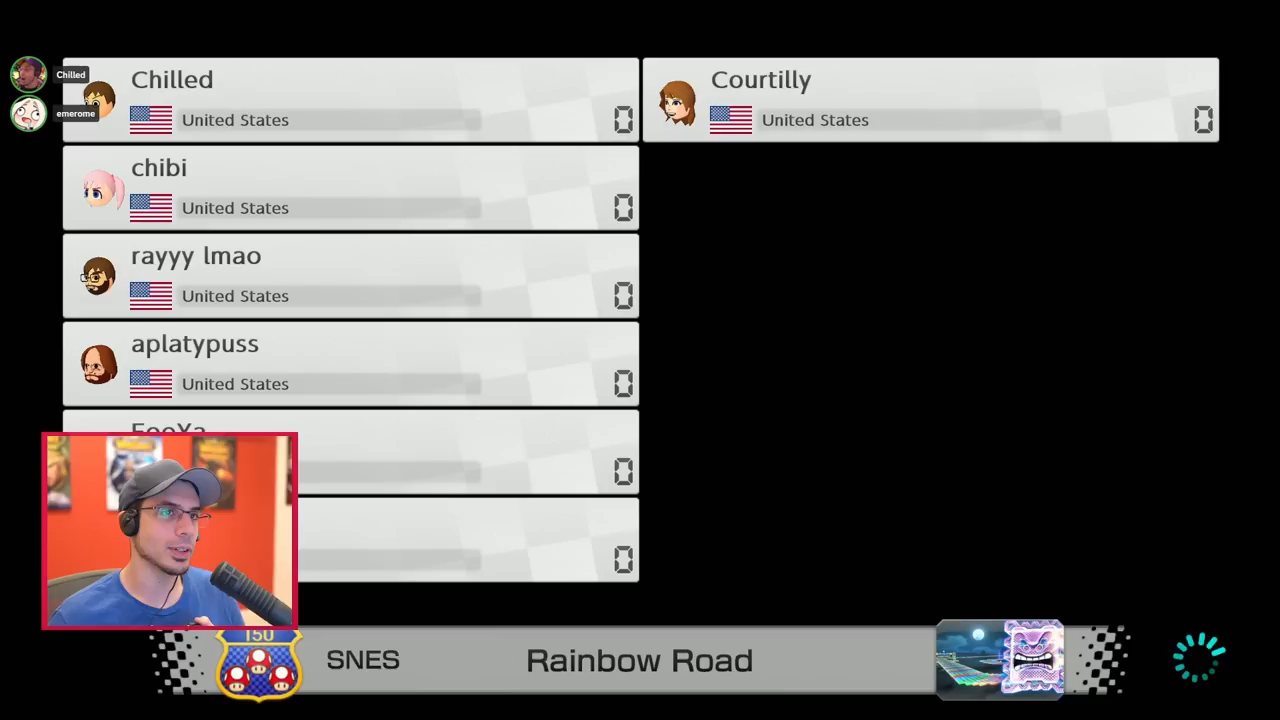 Chilled
emerome
Chilled
United States
0
chibi
United States
0
rayyy lmao
United States
0
aplatypuss
United States
0
FooYa
0
0
Courtilly
United States
0
150
SNES
Rainbow Road